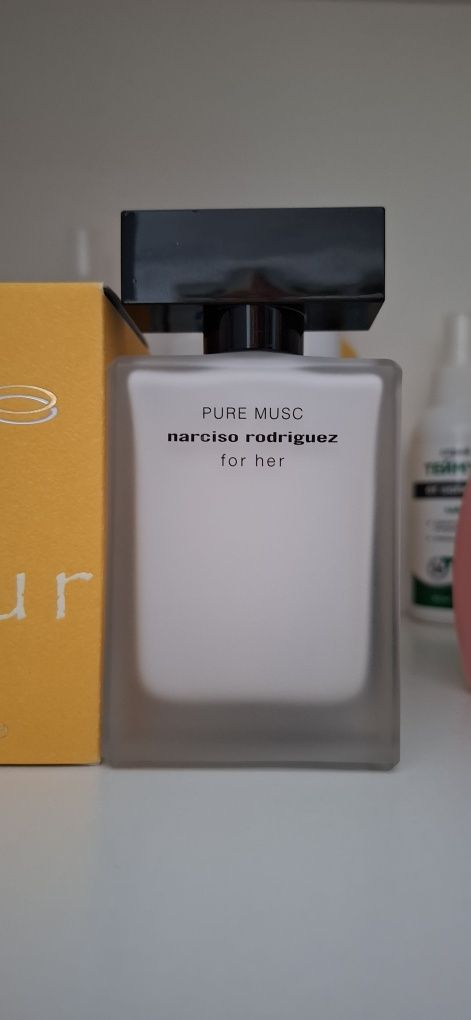 PURE MUSC
narciso rodriguez
for her
ur